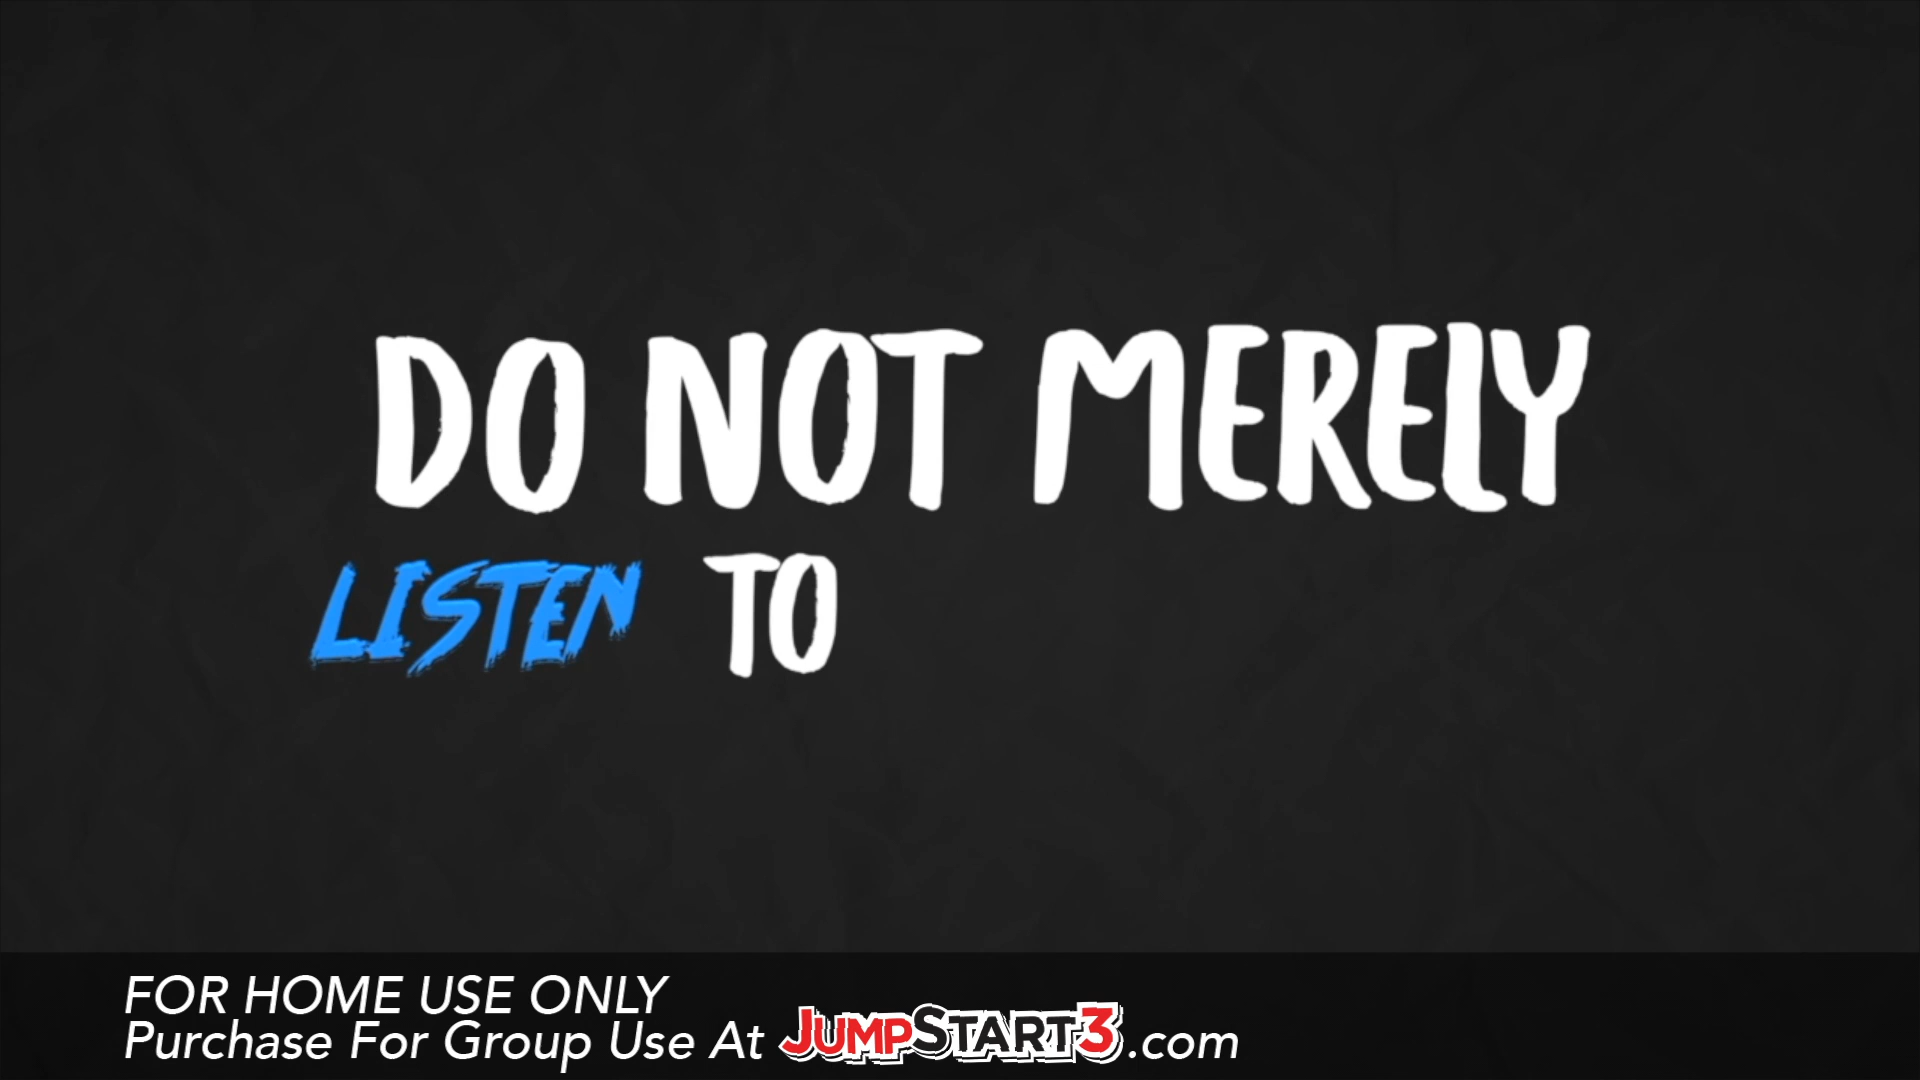 DO NOT MERELY
LISTEN TO
FOR HOME USE ONLY
Purchase For Group Use At JUMPSTART3.com